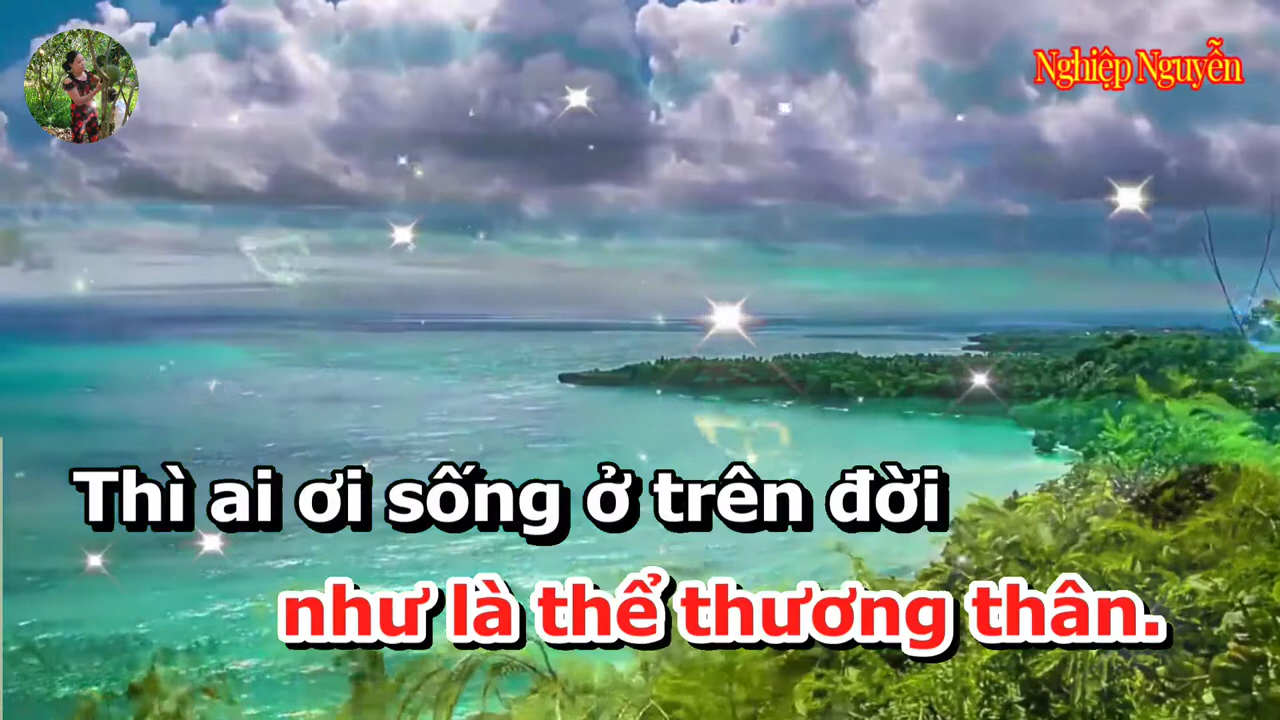 Nghiệp Nguyễn
Thì ai ơi sống ở trên đời
như là thể thương thân.